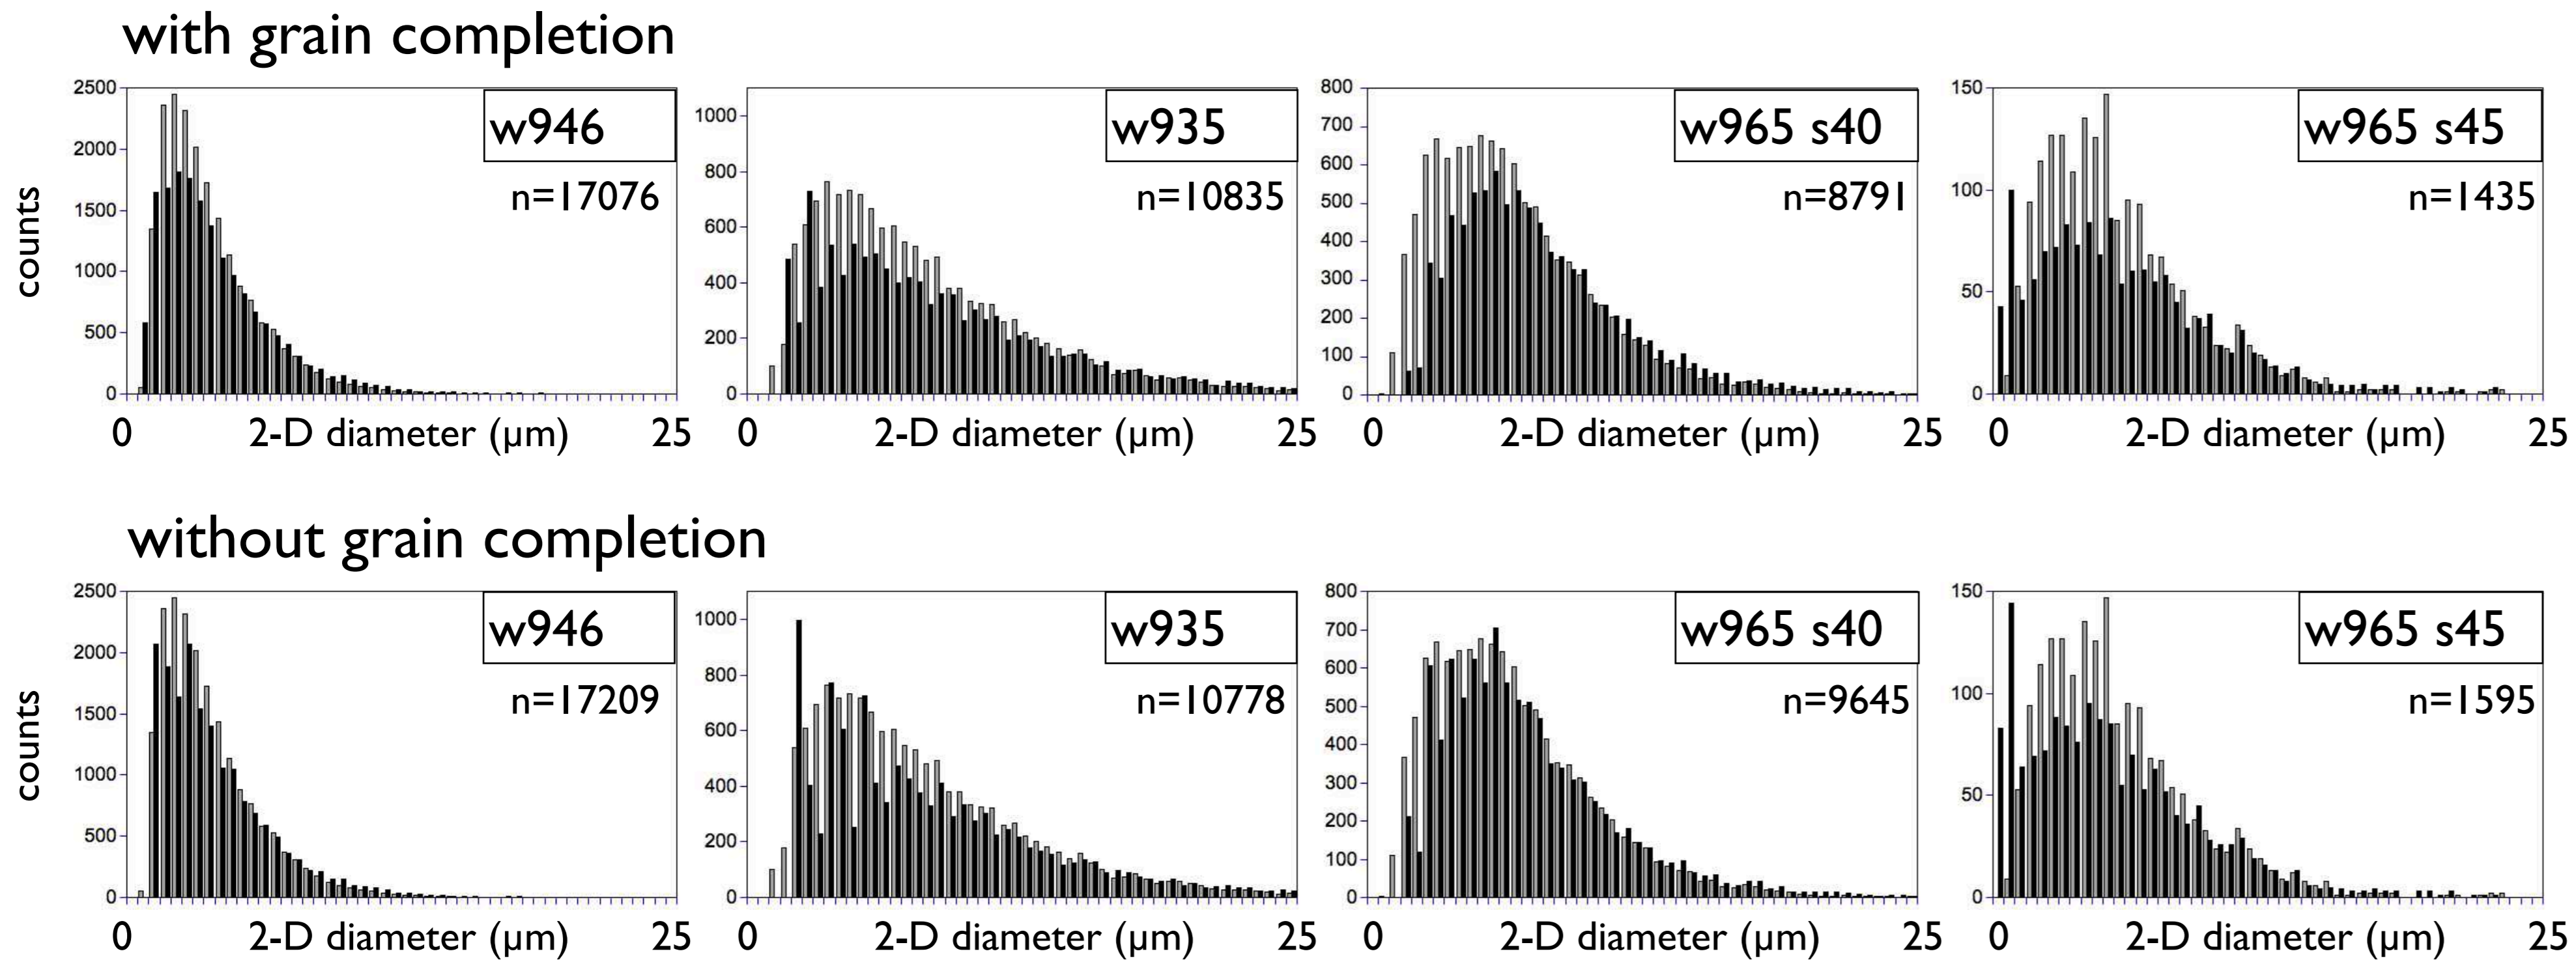 with grain completion
2500
2000
1500
1000
500
0
counts
w946
n=17076
0 2-D diameter (µm) 25
1000
800
600
400
200
0
w935
n=10835
0 2-D diameter (µm) 25
800
700
600
500
400
300
200
100
0
w965 s40
n=8791
0 2-D diameter (µm) 25
150
100
50
0
w965 s45
n=1435
0 2-D diameter (µm) 25
without grain completion
2500
2000
1500
1000
500
0
counts
w946
n=17209
0 2-D diameter (µm) 25
1000
800
600
400
200
0
w935
n=10778
0 2-D diameter (µm) 25
800
700
600
500
400
300
200
100
0
w965 s40
n=9645
0 2-D diameter (µm) 25
150
100
50
0
w965 s45
n=1595
0 2-D diameter (µm) 25